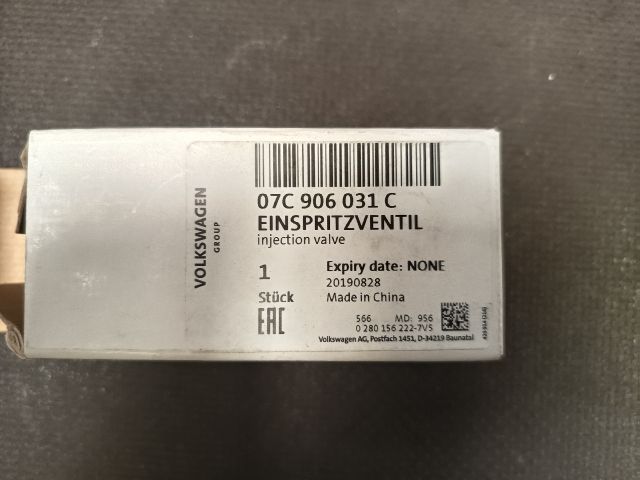 VOLKSWAGEN
GROUP
07C 906 031 C
EINSPRITZVENTIL
injection valve
1
Stück
Expiry date: NONE
20190828
Made in China
EAC
566 MD: 956
0 280 156 222-7V5
Volkswagen AG, Postfach 1451, D-34219 Baunatal